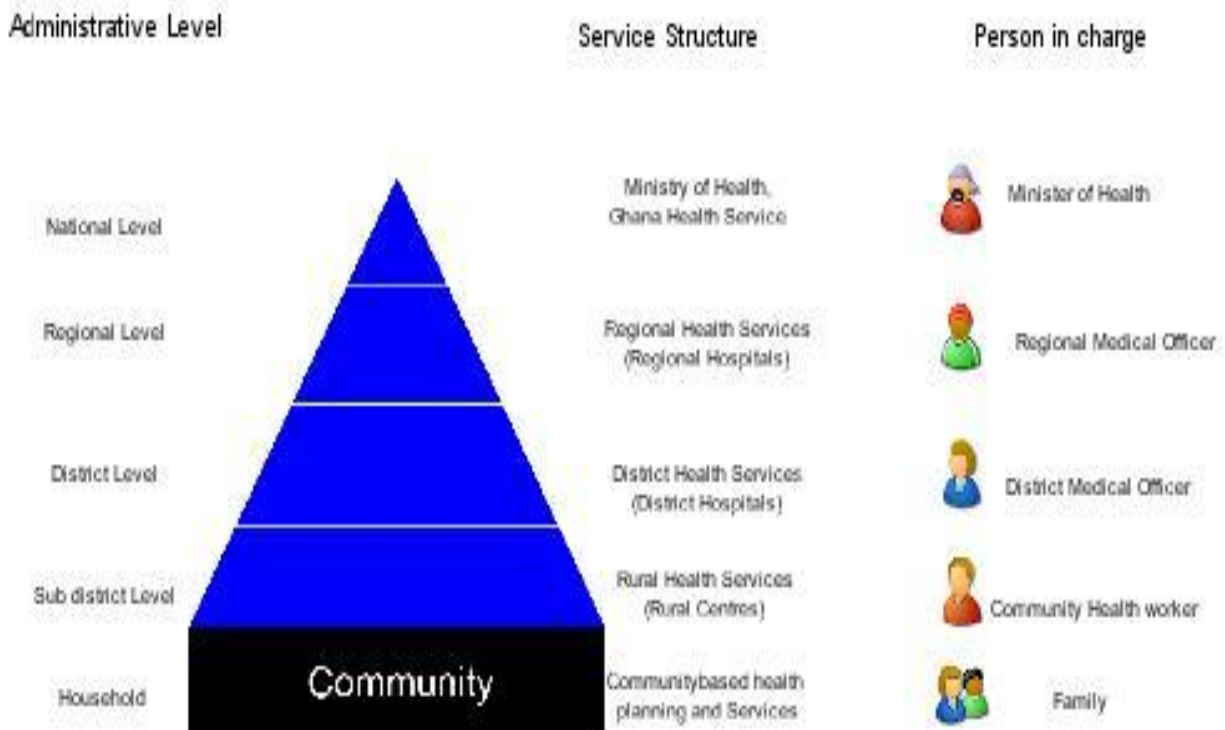 Administrative Level
Service Structure
Person in charge
National Level
Ministry of Health,
Ghana Health Service
Minister of Health
Regional Level
Regional Health Services
(Regional Hospitals)
Regional Medical Officer
District Level
District Health Services
(District Hospitals)
District Medical Officer
Sub district Level
Rural Health Services
(Rural Centres)
Community Health worker
Household
Community
Communitybased health
planning and Services
Family